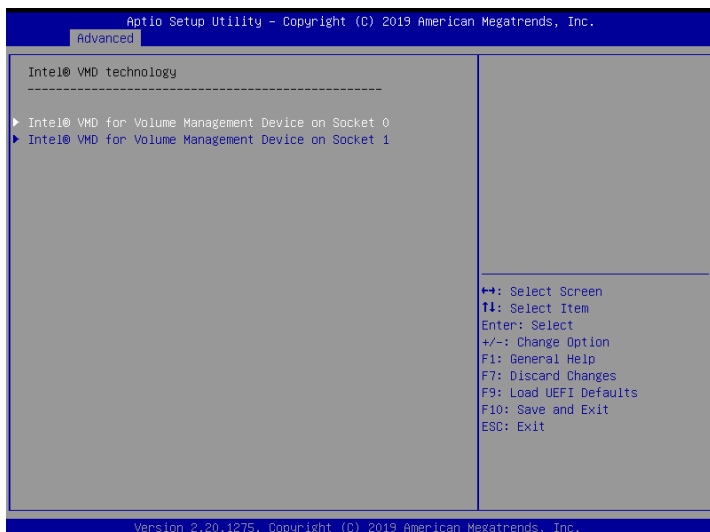 Aptio Setup Utility – Copyright (C) 2019 American Megatrends, Inc.
Advanced
Intel® VMD technology
--------------------------------------------------
Intel® VMD for Volume Management Device on Socket 0
Intel® VMD for Volume Management Device on Socket 1
↔: Select Screen
↑↓: Select Item
Enter: Select
+/-: Change Option
F1: General Help
F7: Discard Changes
F9: Load UEFI Defaults
F10: Save and Exit
ESC: Exit
Version 2.20.1275. Copyright (C) 2019 American Megatrends, Inc.